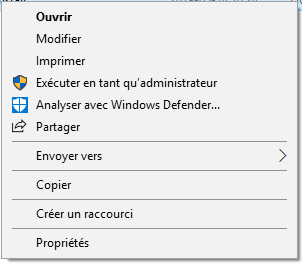 Ouvrir
Modifier
Imprimer
Exécuter en tant qu'administrateur
Analyser avec Windows Defender...
Partager
Envoyer vers
Copier
Créer un raccourci
Propriétés